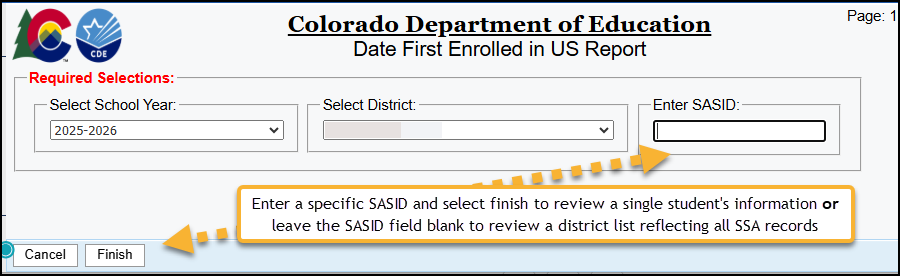 Page: 1
Colorado Department of Education
Date First Enrolled in US Report
CDE
TM
Required Selections:
Select School Year:
Select District:
Enter SASID:
2025-2026
Enter a specific SASID and select finish to review a single student's information or
leave the SASID field blank to review a district list reflecting all SSA records
Cancel
Finish